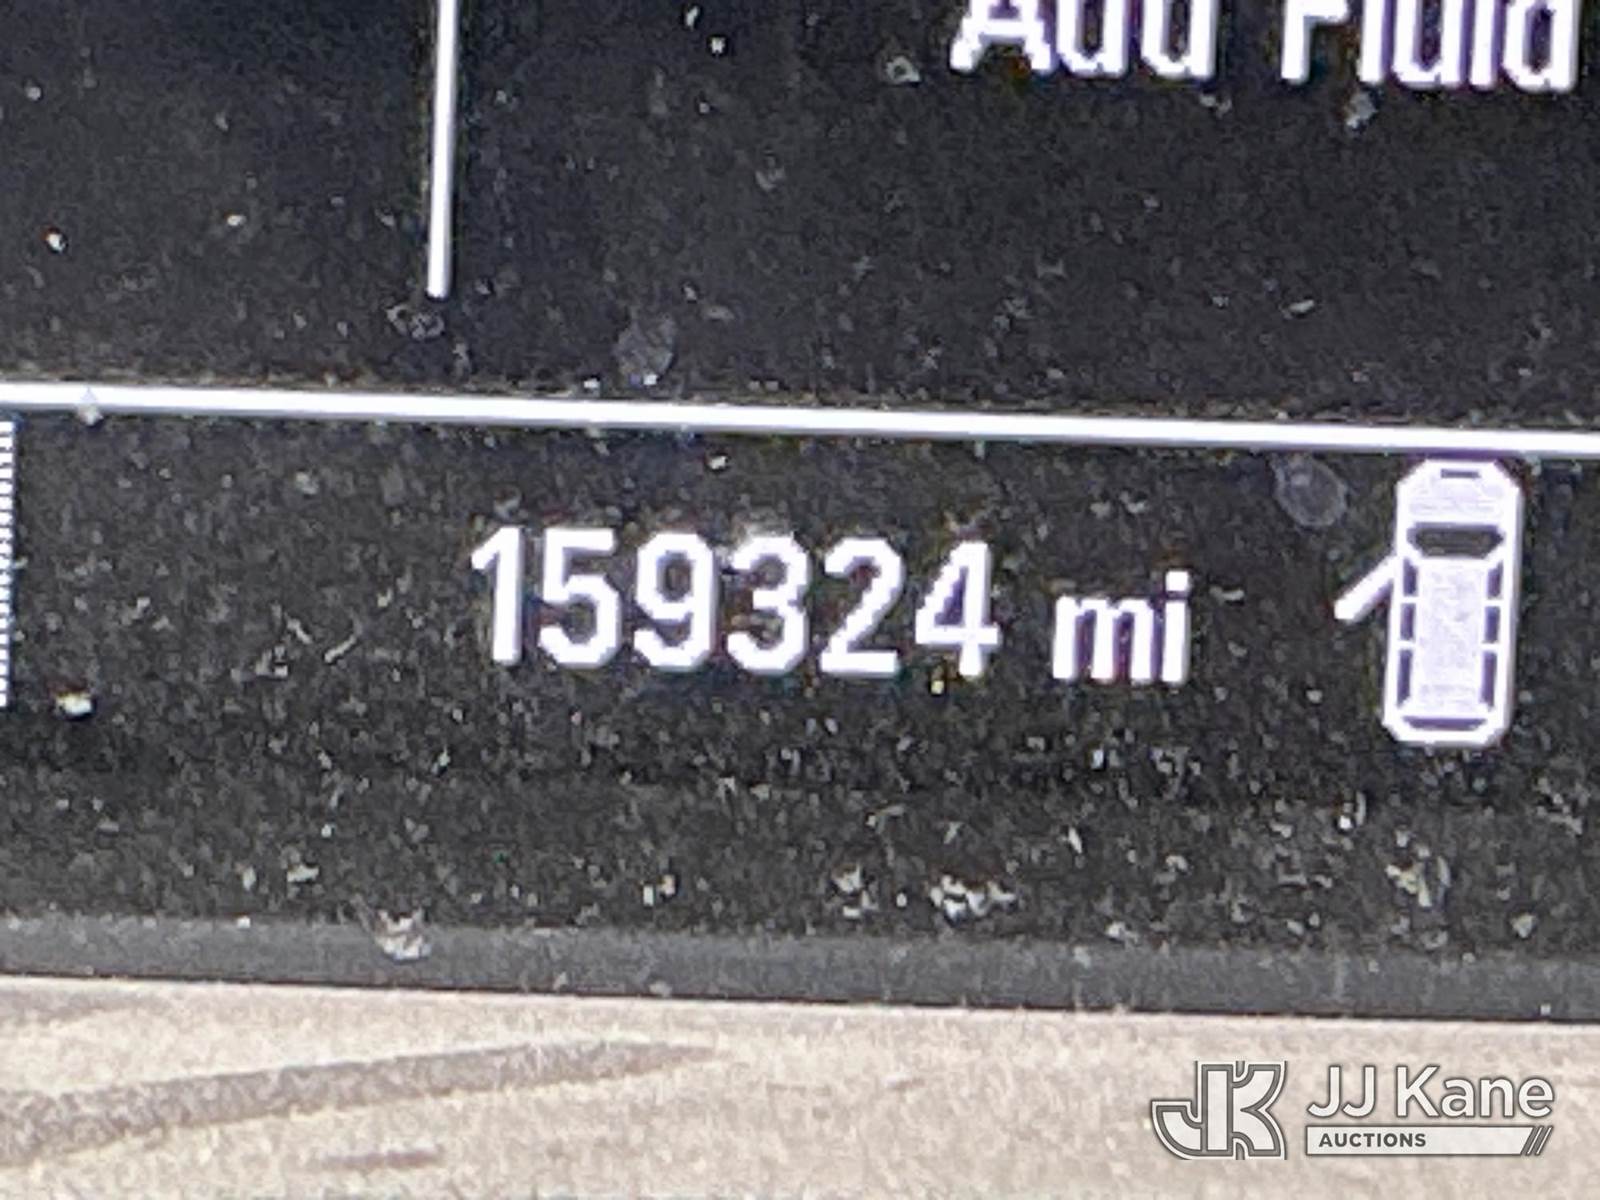 Add Fluid
159324 mi
JJ Kane
AUCTIONS